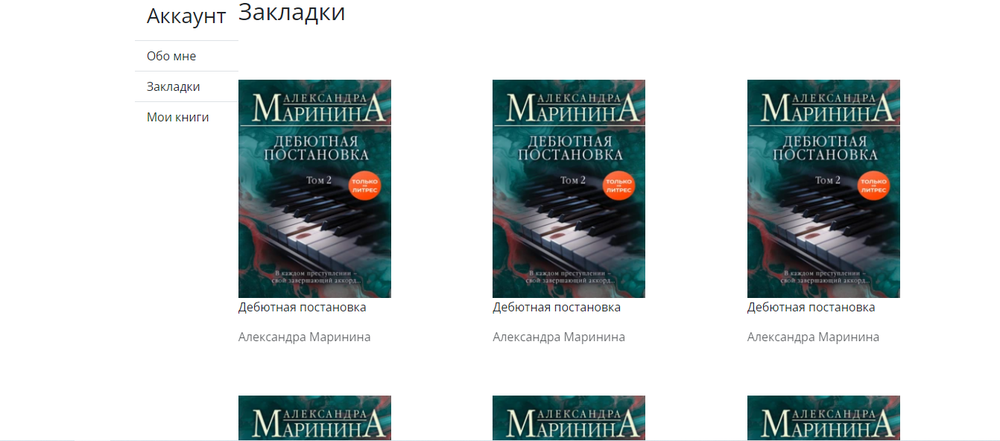 Аккаунт
Обо мне
Закладки
Мои книги
Закладки
АЛЕКСАНДРА
МАРИНИНА
ДЕБЮТНАЯ
ПОСТАНОВКА
Том 2
ТОЛЬКО
НА
ЛИТРЕС
В каждом преступлении –
свой завершающий аккорд...
Дебютная постановка
Александра Маринина
АЛЕКСАНДРА
МАРИНИНА
ДЕБЮТНАЯ
ПОСТАНОВКА
Том 2
ТОЛЬКО
НА
ЛИТРЕС
В каждом преступлении –
свой завершающий аккорд...
Дебютная постановка
Александра Маринина
АЛЕКСАНДРА
МАРИНИНА
ДЕБЮТНАЯ
ПОСТАНОВКА
Том 2
ТОЛЬКО
НА
ЛИТРЕС
В каждом преступлении –
свой завершающий аккорд...
Дебютная постановка
Александра Маринина
АЛЕКСАНДРА
МАРИНИНА
АЛЕКСАНДРА
МАРИНИНА
АЛЕКСАНДРА
МАРИНИНА